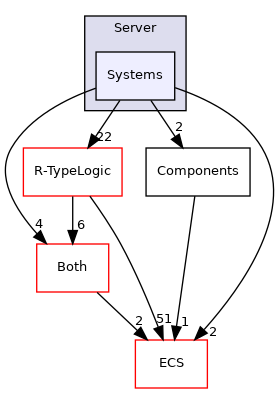 Server
Systems
22
2
R-TypeLogic
Components
4
6
Both
51
1
2
2
ECS